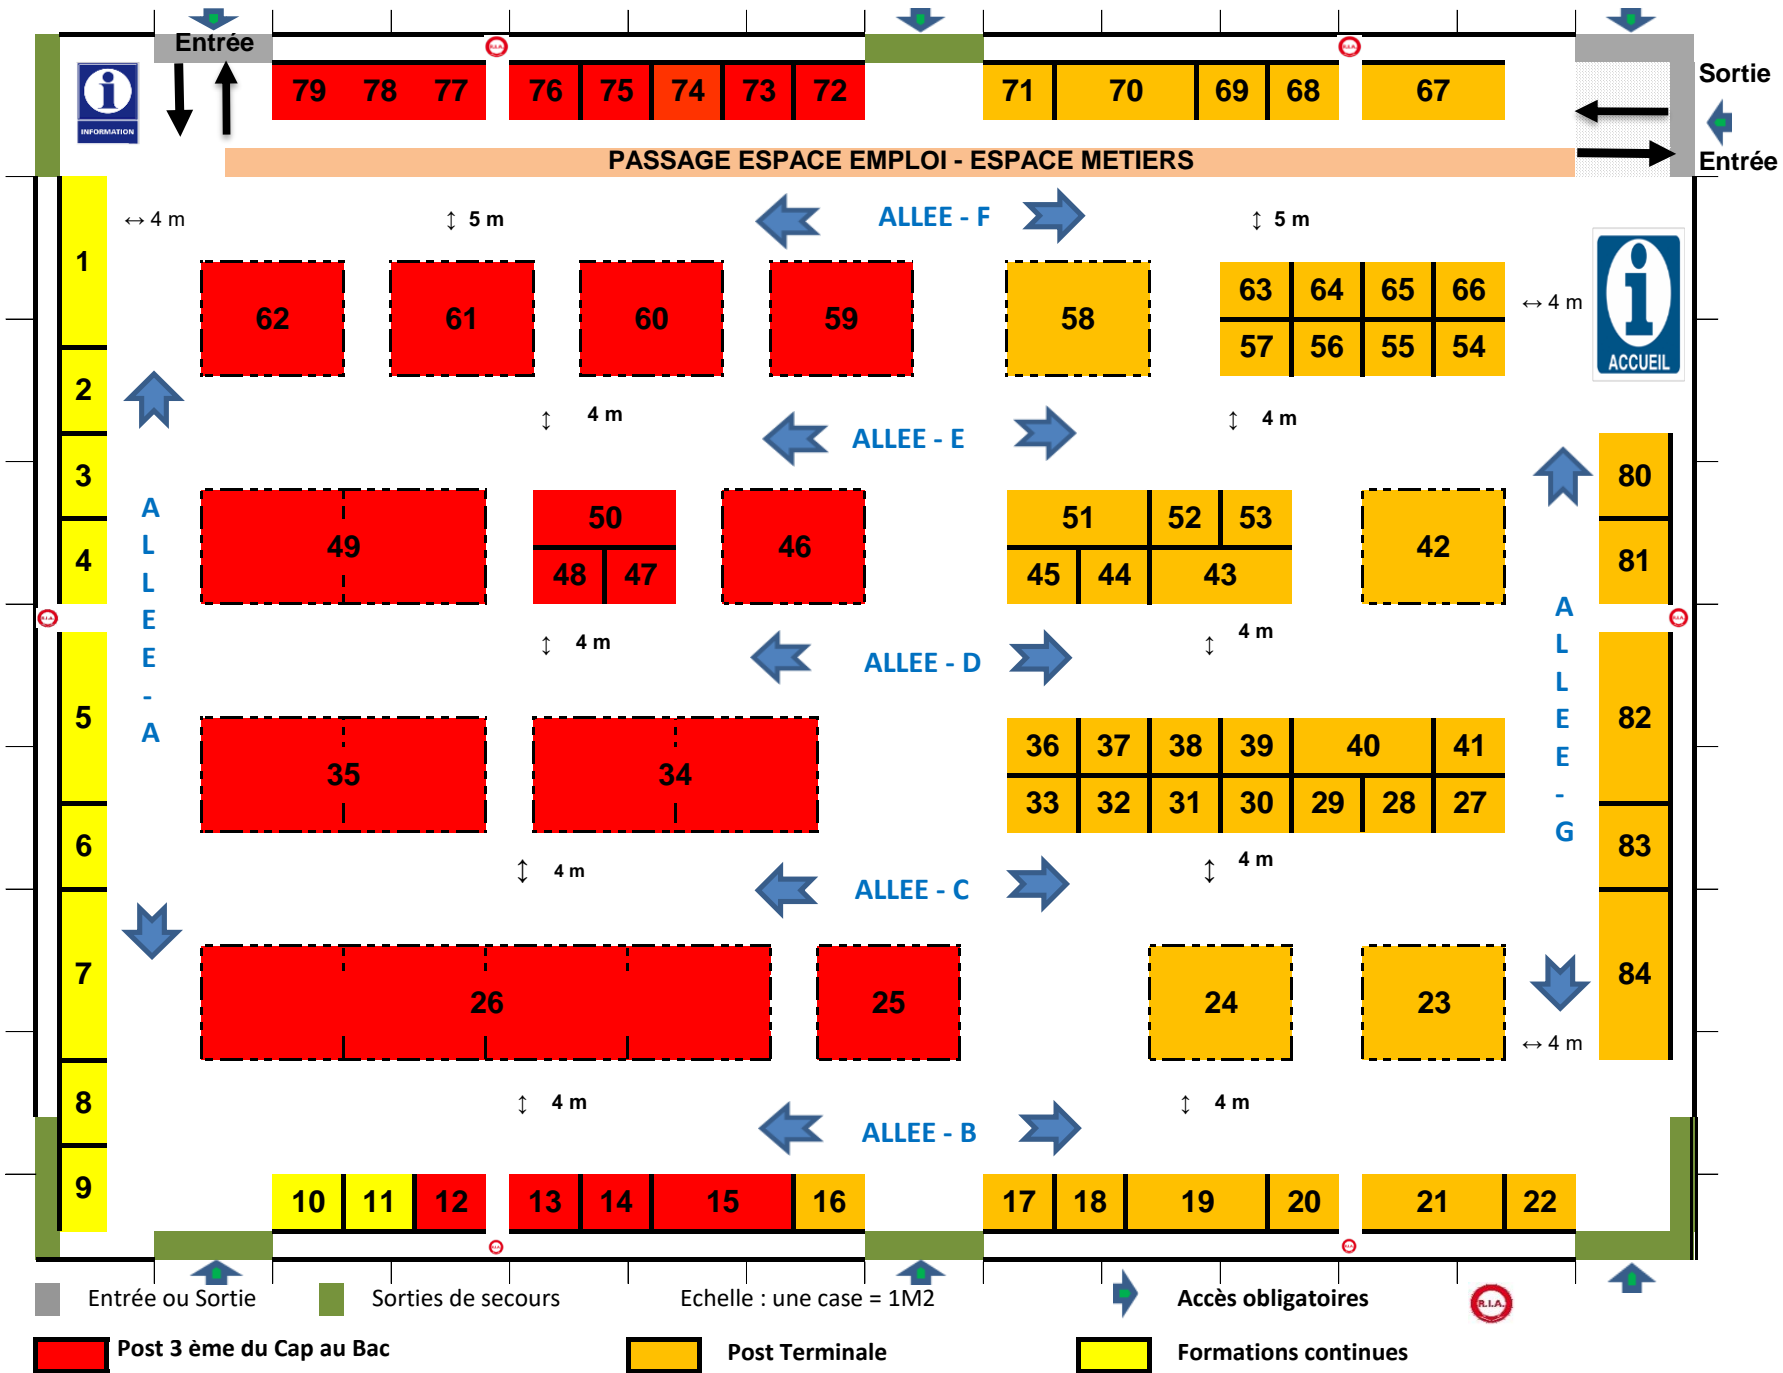 Entrée
Sortie
79 78 77 76 75 74 73 72 71 70 69 68 67
INFORMATION
PASSAGE ESPACE EMPLOI - ESPACE METIERS
Entrée
↔ 4 m
↕ 5 m
ALLEE - F
↕ 5 m
1
63 64 65 66
↔ 4 m
62 61 60 59 58
57 56 55 54
ACCUEIL
2
↕ 4 m
ALLEE - E
↕ 4 m
3
80
ALLEE - A
50
51 52 53
49
46
42
4
48 47
45 44 43
81
↕ 4 m
ALLEE - D
↕ 4 m
ALLEE - G
R.I.A.
5
82
36 37 38 39 40 41
35 34
33 32 31 30 29 28 27
6
83
↕ 4 m
ALLEE - C
↕ 4 m
7
84
26 25 24 23
↔ 4 m
8
↕ 4 m
ALLEE - B
↕ 4 m
9
10 11 12 13 14 15 16 17 18 19 20 21 22
Entrée ou Sortie
Sorties de secours
Echelle : une case = 1M2
Accès obligatoires
R.I.A.
Post 3 ème du Cap au Bac
Post Terminale
Formations continues